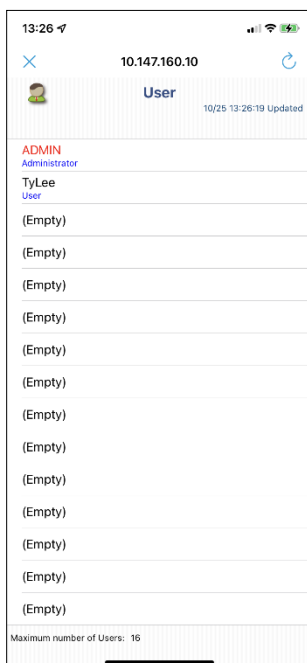 13:26
10.147.160.10
User
10/25 13:26:19 Updated
ADMIN
Administrator
TyLee
User
(Empty)
(Empty)
(Empty)
(Empty)
(Empty)
(Empty)
(Empty)
(Empty)
(Empty)
(Empty)
(Empty)
(Empty)
(Empty)
Maximum number of Users: 16